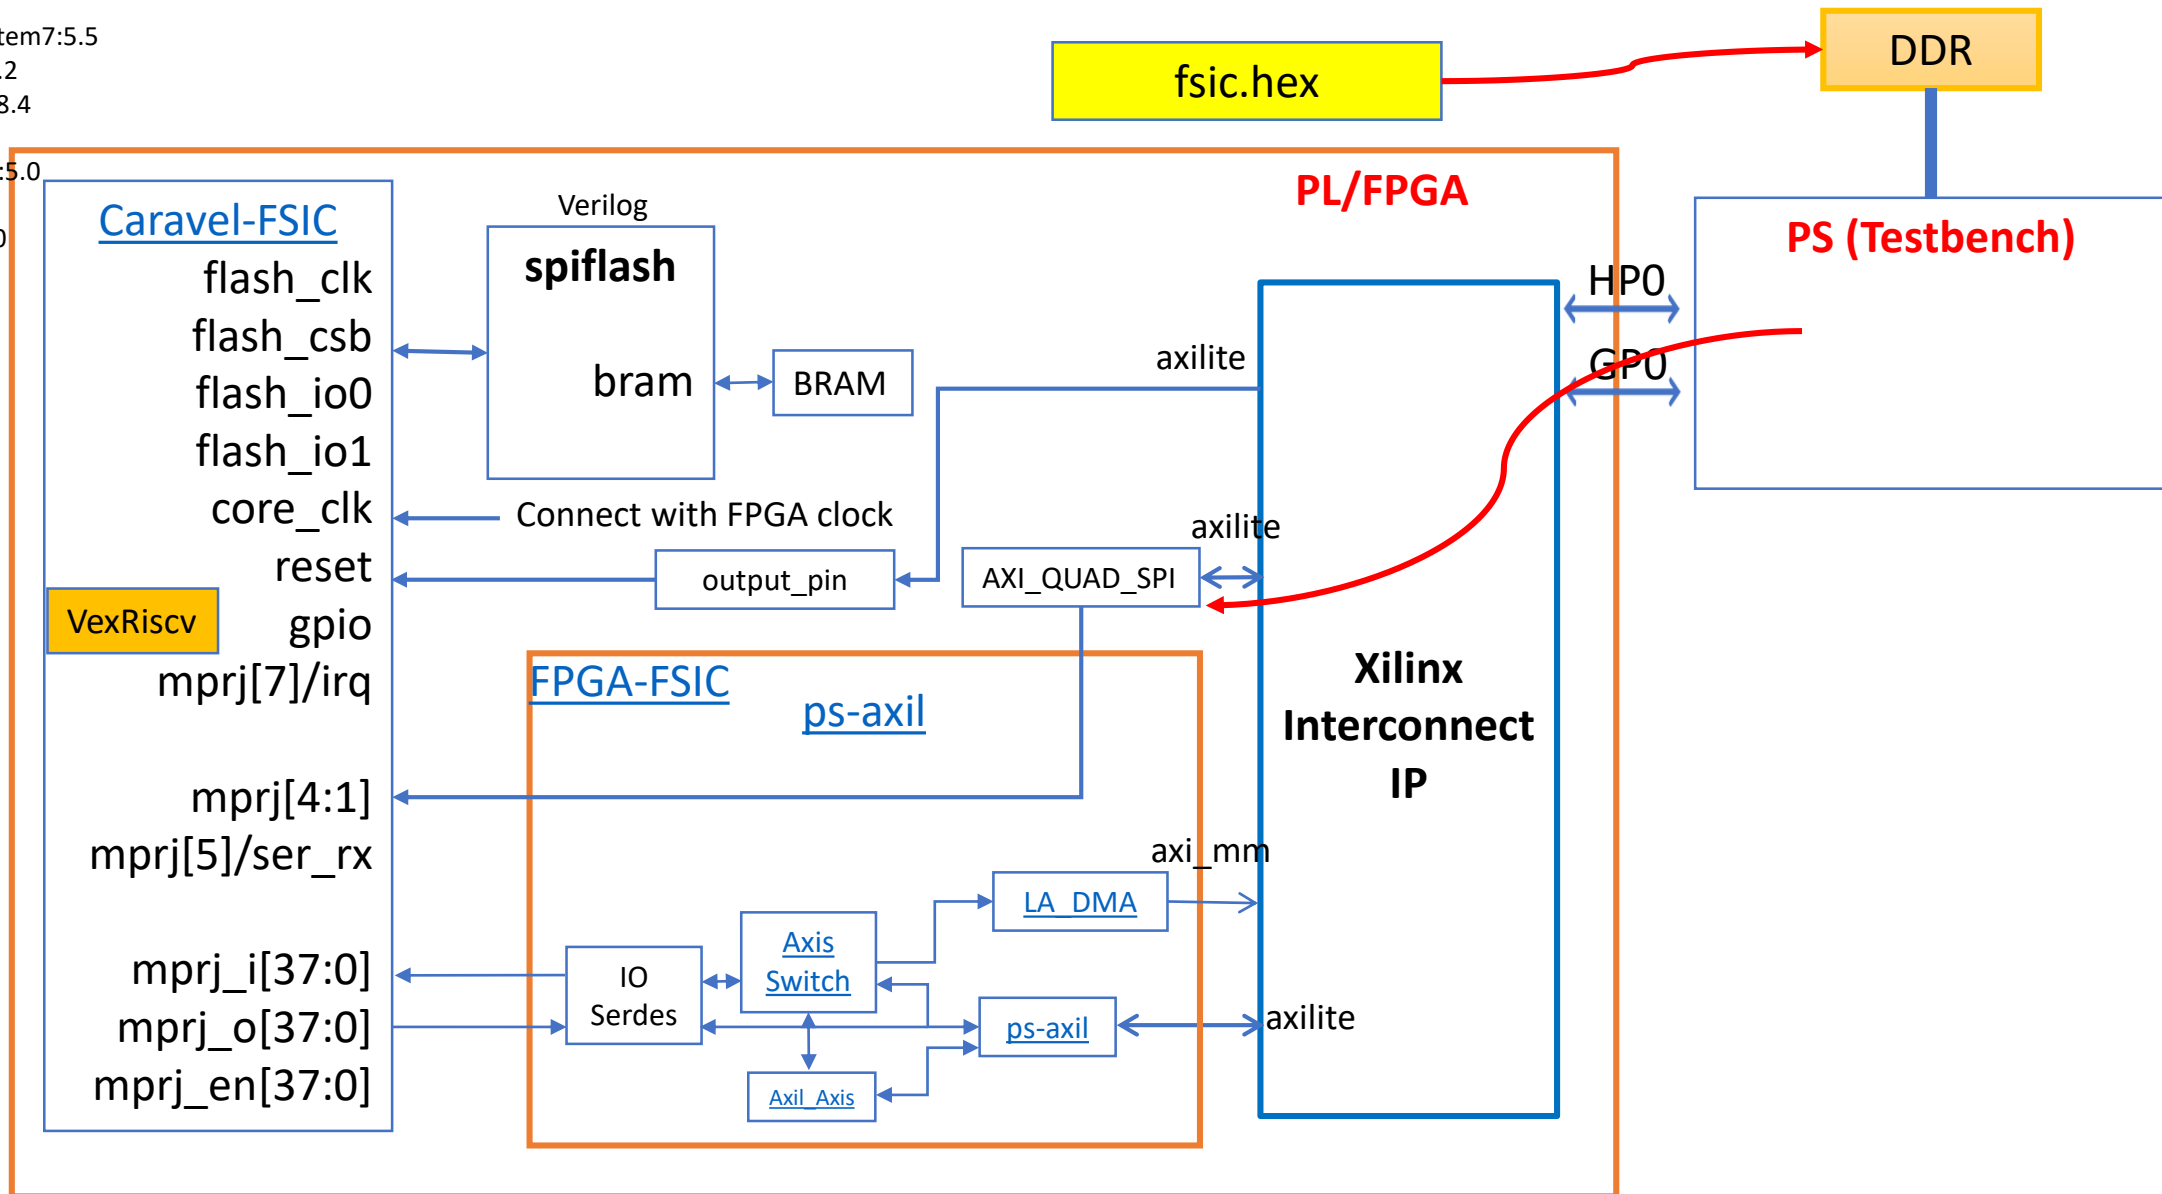 tem7:5.5
.2
8.4
:5.0
0
fsic.hex
DDR
PL/FPGA
PS (Testbench)
Caravel-FSIC
flash_clk
flash_csb
flash_io0
flash_io1
core_clk
reset
gpio
mprj[7]/irq
mprj[4:1]
mprj[5]/ser_rx
mprj_i[37:0]
mprj_o[37:0]
mprj_en[37:0]
VexRiscv
Verilog
spiflash
bram
BRAM
Connect with FPGA clock
output_pin
axilite
axilite
AXI_QUAD_SPI
HP0
GP0
Xilinx
Interconnect
IP
FPGA-FSIC
ps-axil
axi_mm
LA_DMA
Axis
Switch
IO
Serdes
ps-axil
axilite
Axil_Axis